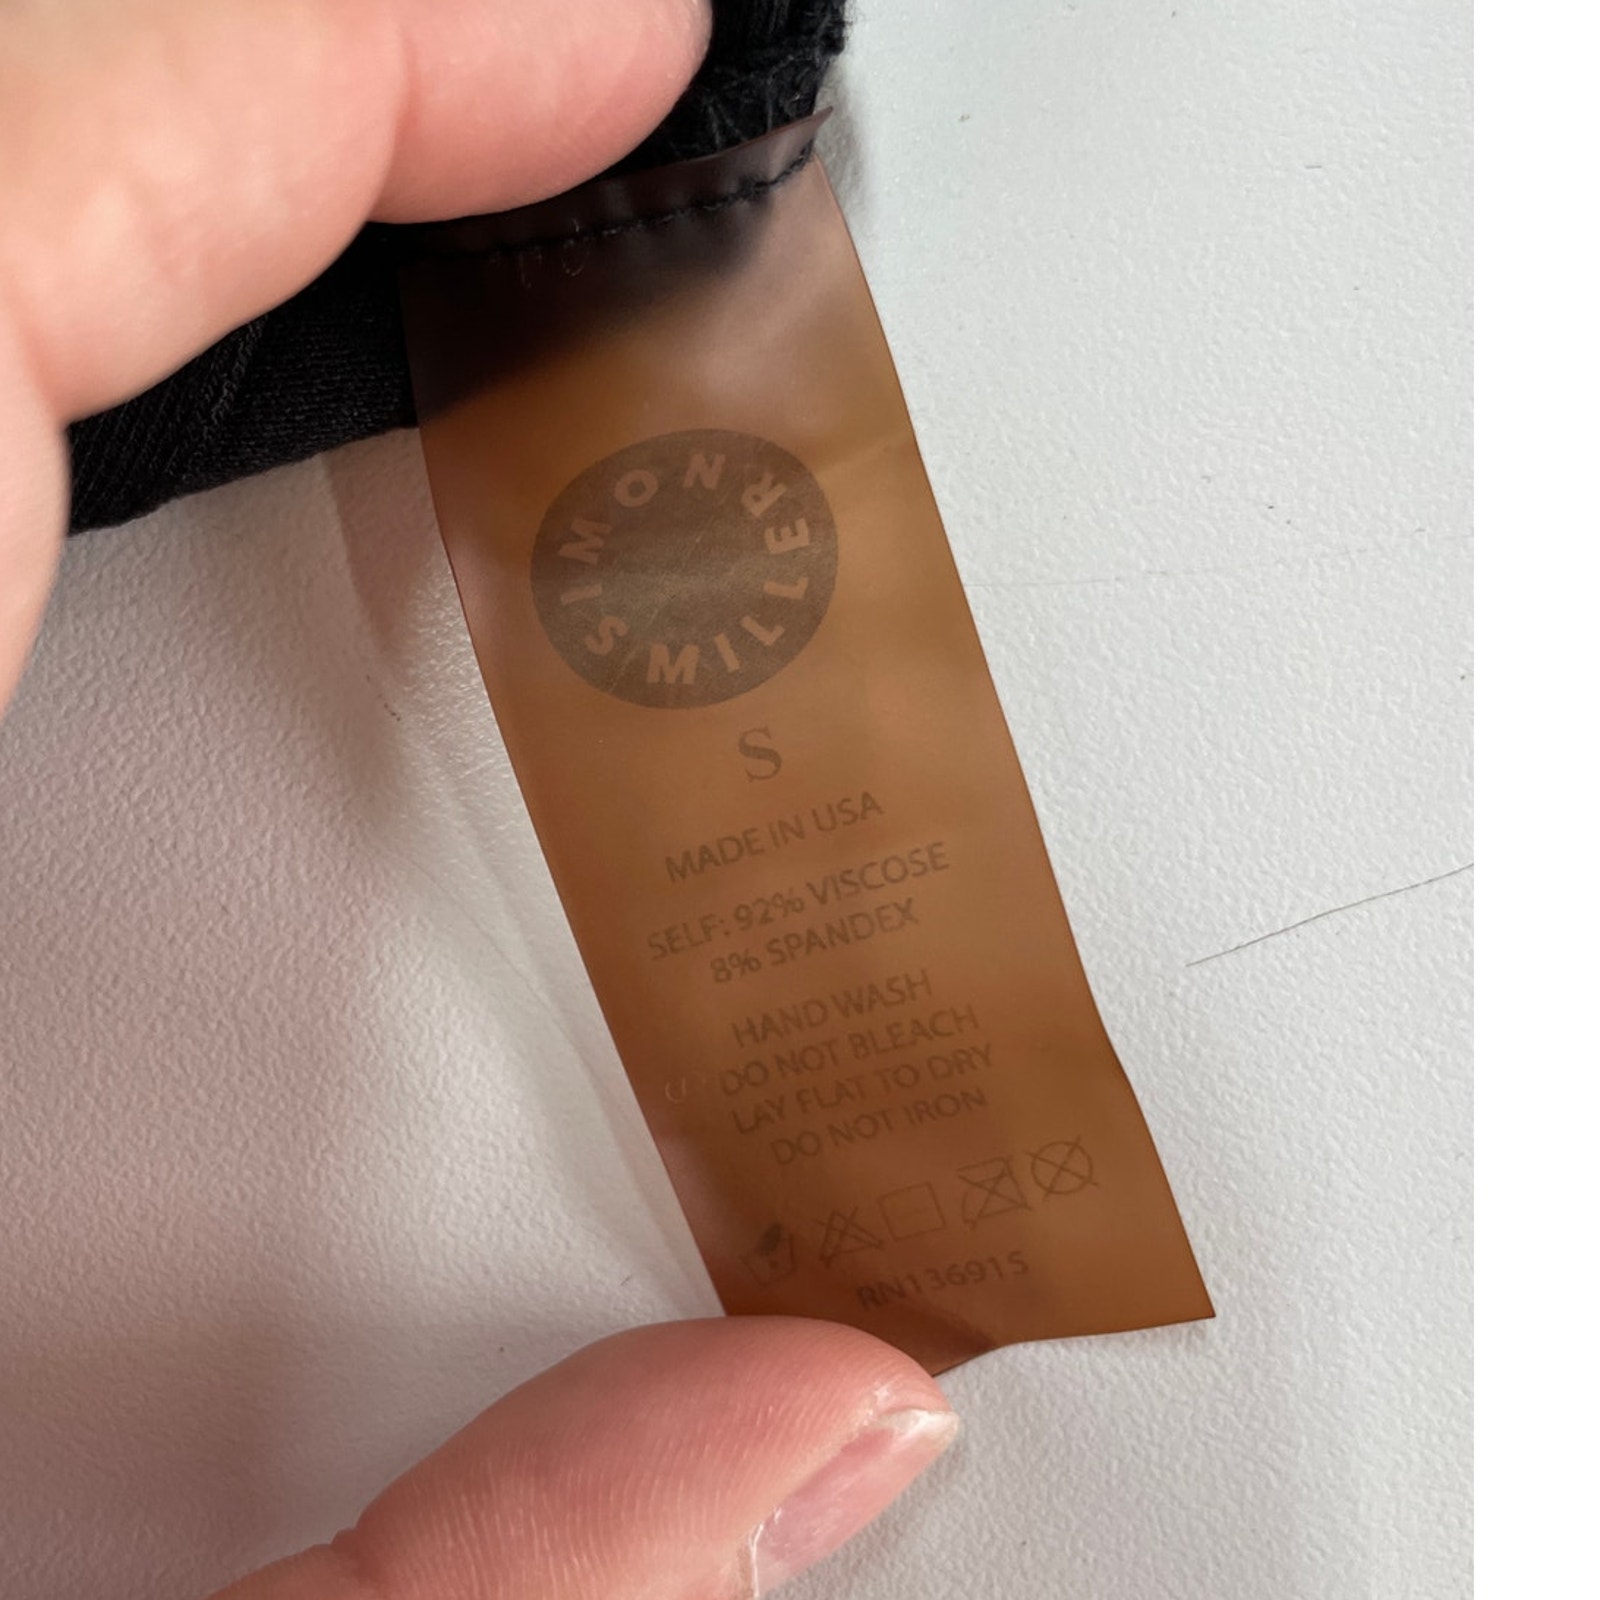 SIMON MILLER
S
MADE IN USA
SELF: 92% VISCOSE
8% SPANDEX
HAND WASH
DO NOT BLEACH
LAY FLAT TO DRY
DO NOT IRON
RN136915